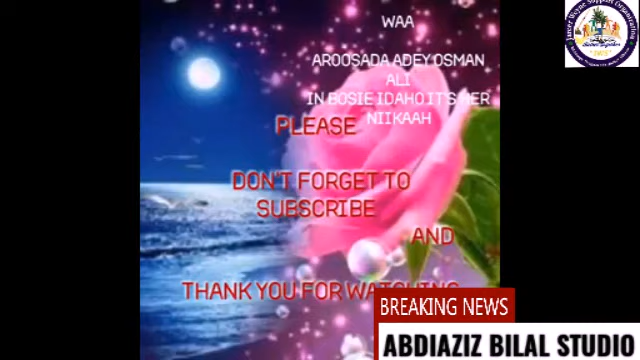 WAA
AROOSADA ADEY OSMAN
ALI
IN BOSIE IDAHO IT'S HER
NIIKAAH
PLEASE
DON'T FORGET TO
SUBSCRIBE
AND
THANK YOU FOR WATCHING
BREAKING NEWS
ABDIAZIZ BILAL STUDIO